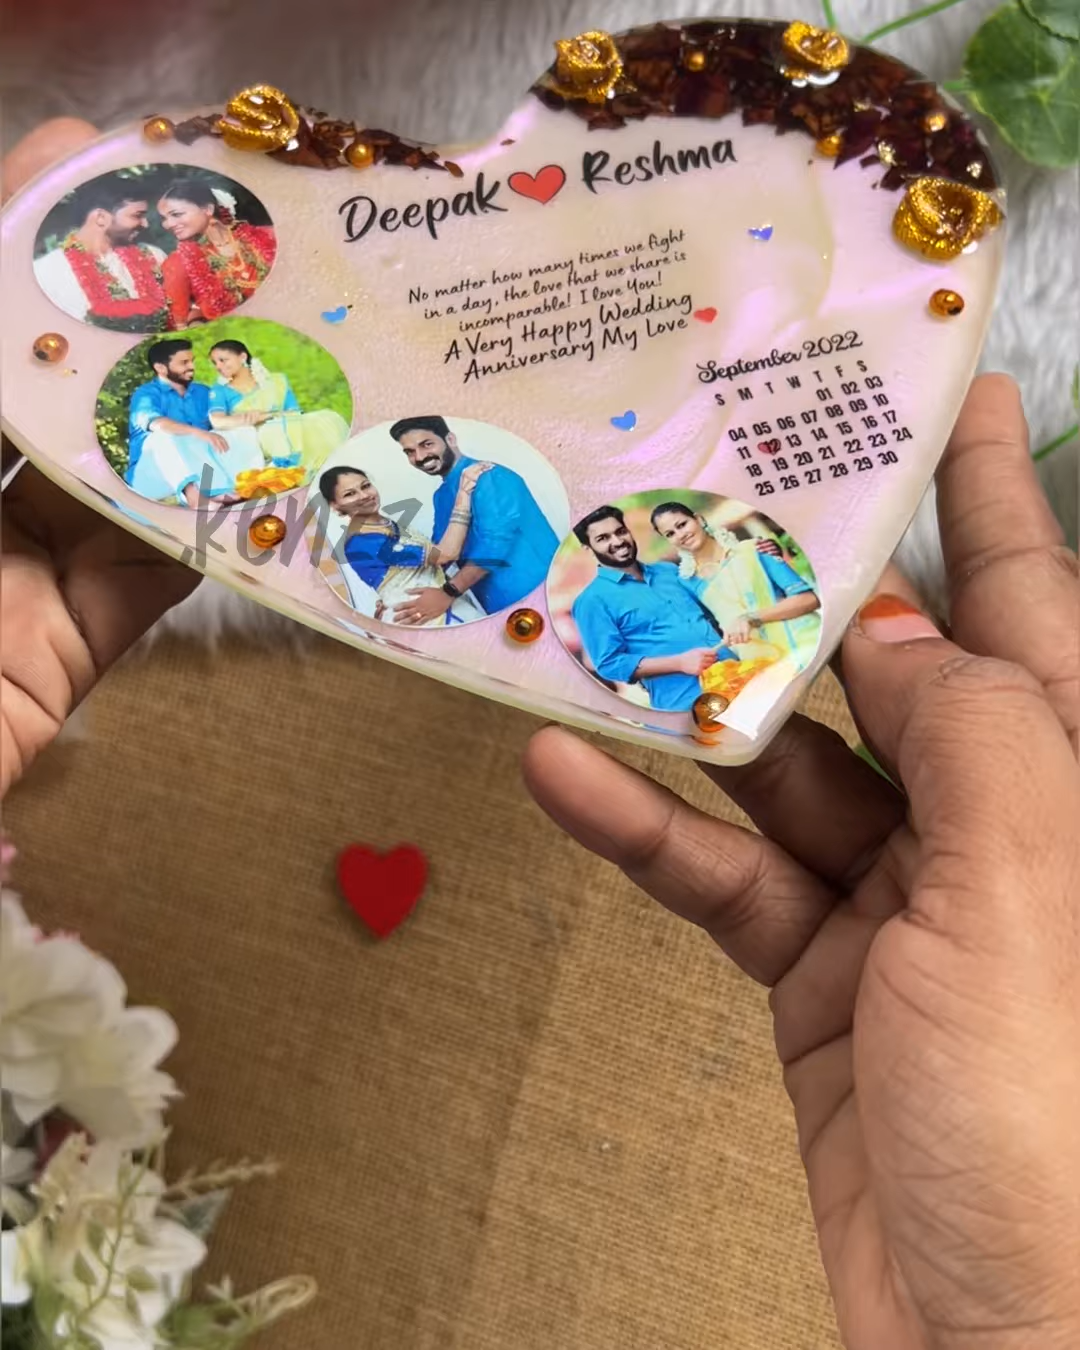 Deepak Reshma
No matter how many times we fight
in a day, the love that we share is
incomparable! I love You!
A Very Happy Wedding
Anniversary My Love
September 2022
S M T W T F S
01 02 03
04 05 06 07 08 09 10
11 12 13 14 15 16 17
18 19 20 21 22 23 24
25 26 27 28 29 30
_.kenzz._